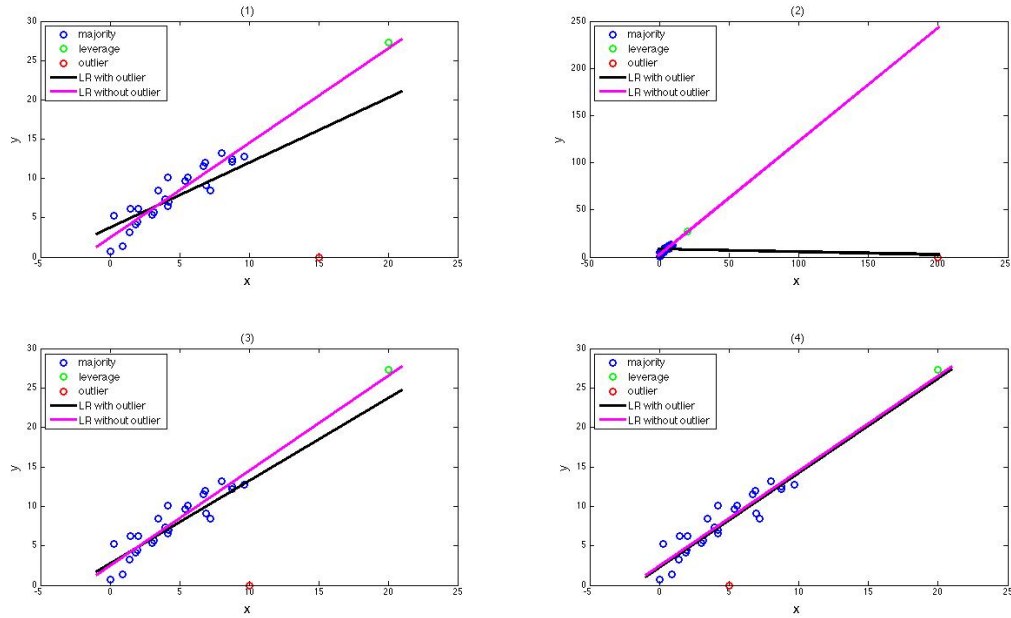 (1)
30
25
20
15
10
5
0
y
majority
leverage
outlier
LR with outlier
LR without outlier
-5 0 5 10 15 20 25
x
(2)
250
200
150
100
50
0
y
majority
leverage
outlier
LR with outlier
LR without outlier
-50 0 50 100 150 200 250
x
(3)
30
25
20
15
10
5
0
y
majority
leverage
outlier
LR with outlier
LR without outlier
-5 0 5 10 15 20 25
x
(4)
30
25
20
15
10
5
0
y
majority
leverage
outlier
LR with outlier
LR without outlier
-5 0 5 10 15 20 25
x